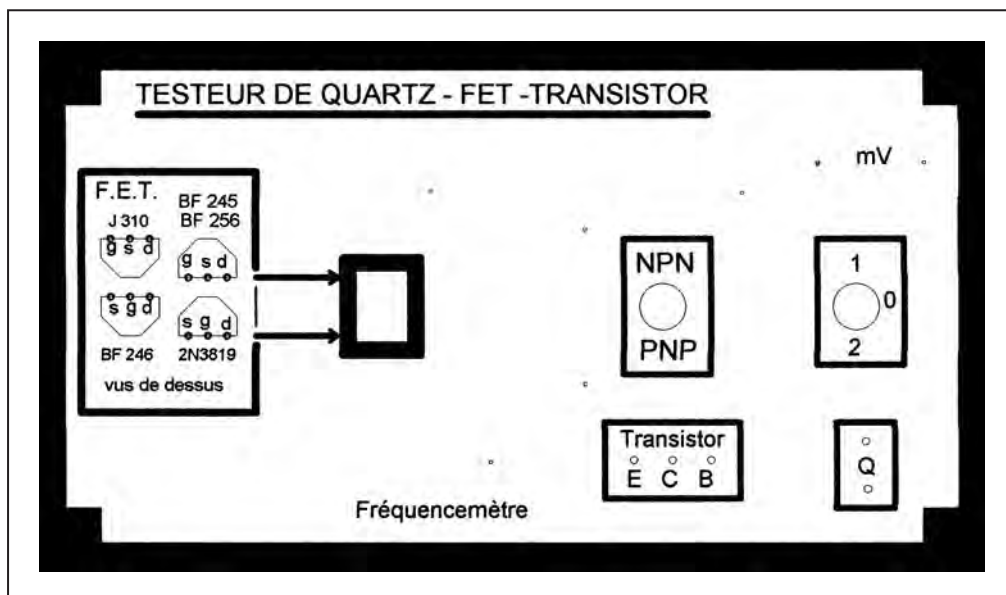 TESTEUR DE QUARTZ - FET -TRANSISTOR
mV
F.E.T.
BF 245
J 310
BF 256
g s d
g s d
s g d
s g d
BF 246
2N3819
vus de dessus
NPN
PNP
1
0
2
Transistor
E C B
Q
Fréquencemètre